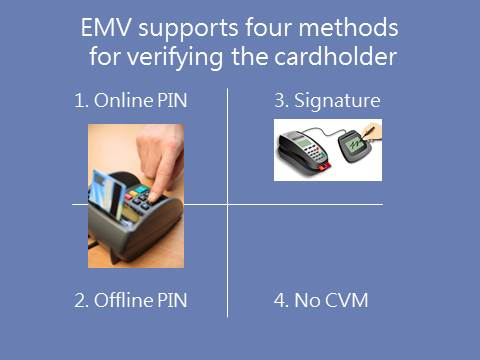 EMV supports four methods
for verifying the cardholder
1. Online PIN
2. Offline PIN
3. Signature
4. No CVM